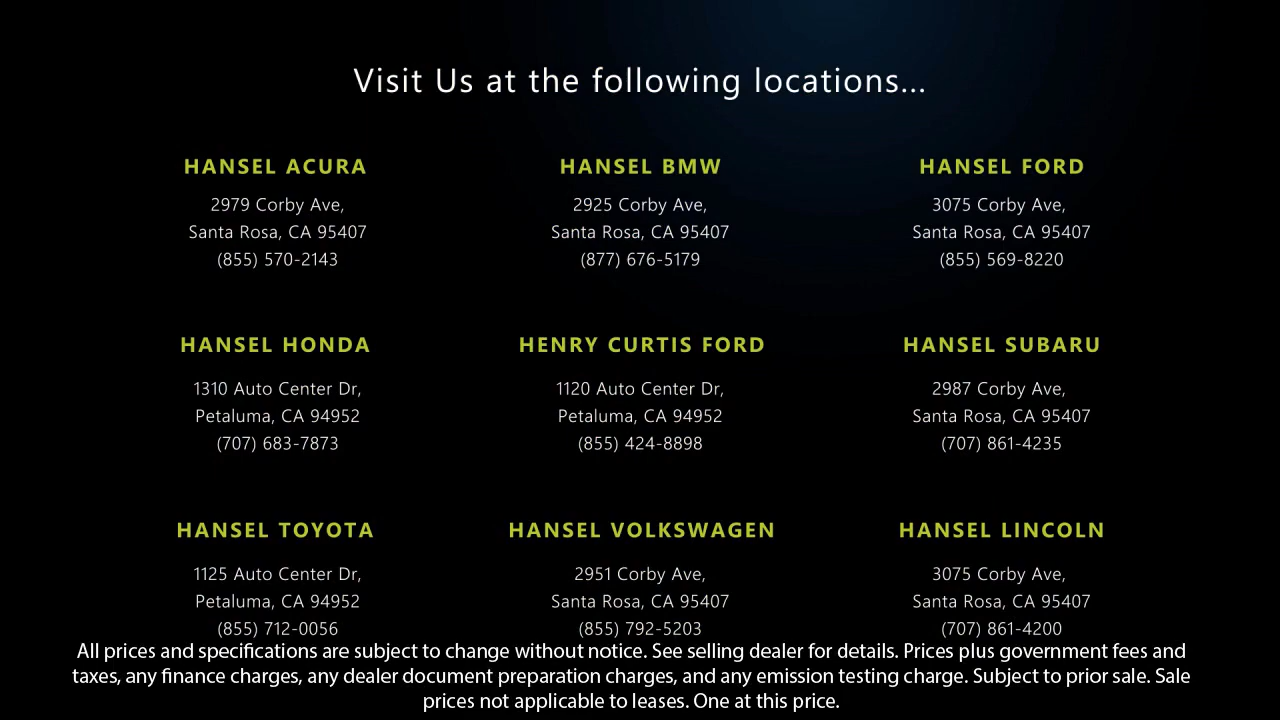 Visit Us at the following locations...
HANSEL ACURA
2979 Corby Ave,
Santa Rosa, CA 95407
(855) 570-2143
HANSEL BMW
2925 Corby Ave,
Santa Rosa, CA 95407
(877) 676-5179
HANSEL FORD
3075 Corby Ave,
Santa Rosa, CA 95407
(855) 569-8220
HANSEL HONDA
1310 Auto Center Dr,
Petaluma, CA 94952
(707) 683-7873
HENRY CURTIS FORD
1120 Auto Center Dr,
Petaluma, CA 94952
(855) 424-8898
HANSEL SUBARU
2987 Corby Ave,
Santa Rosa, CA 95407
(707) 861-4235
HANSEL TOYOTA
1125 Auto Center Dr,
Petaluma, CA 94952
(855) 712-0056
HANSEL VOLKSWAGEN
2951 Corby Ave,
Santa Rosa, CA 95407
(855) 792-5203
HANSEL LINCOLN
3075 Corby Ave,
Santa Rosa, CA 95407
(707) 861-4200
All prices and specifications are subject to change without notice. See selling dealer for details. Prices plus government fees and
taxes, any finance charges, any dealer document preparation charges, and any emission testing charge. Subject to prior sale. Sale
prices not applicable to leases. One at this price.